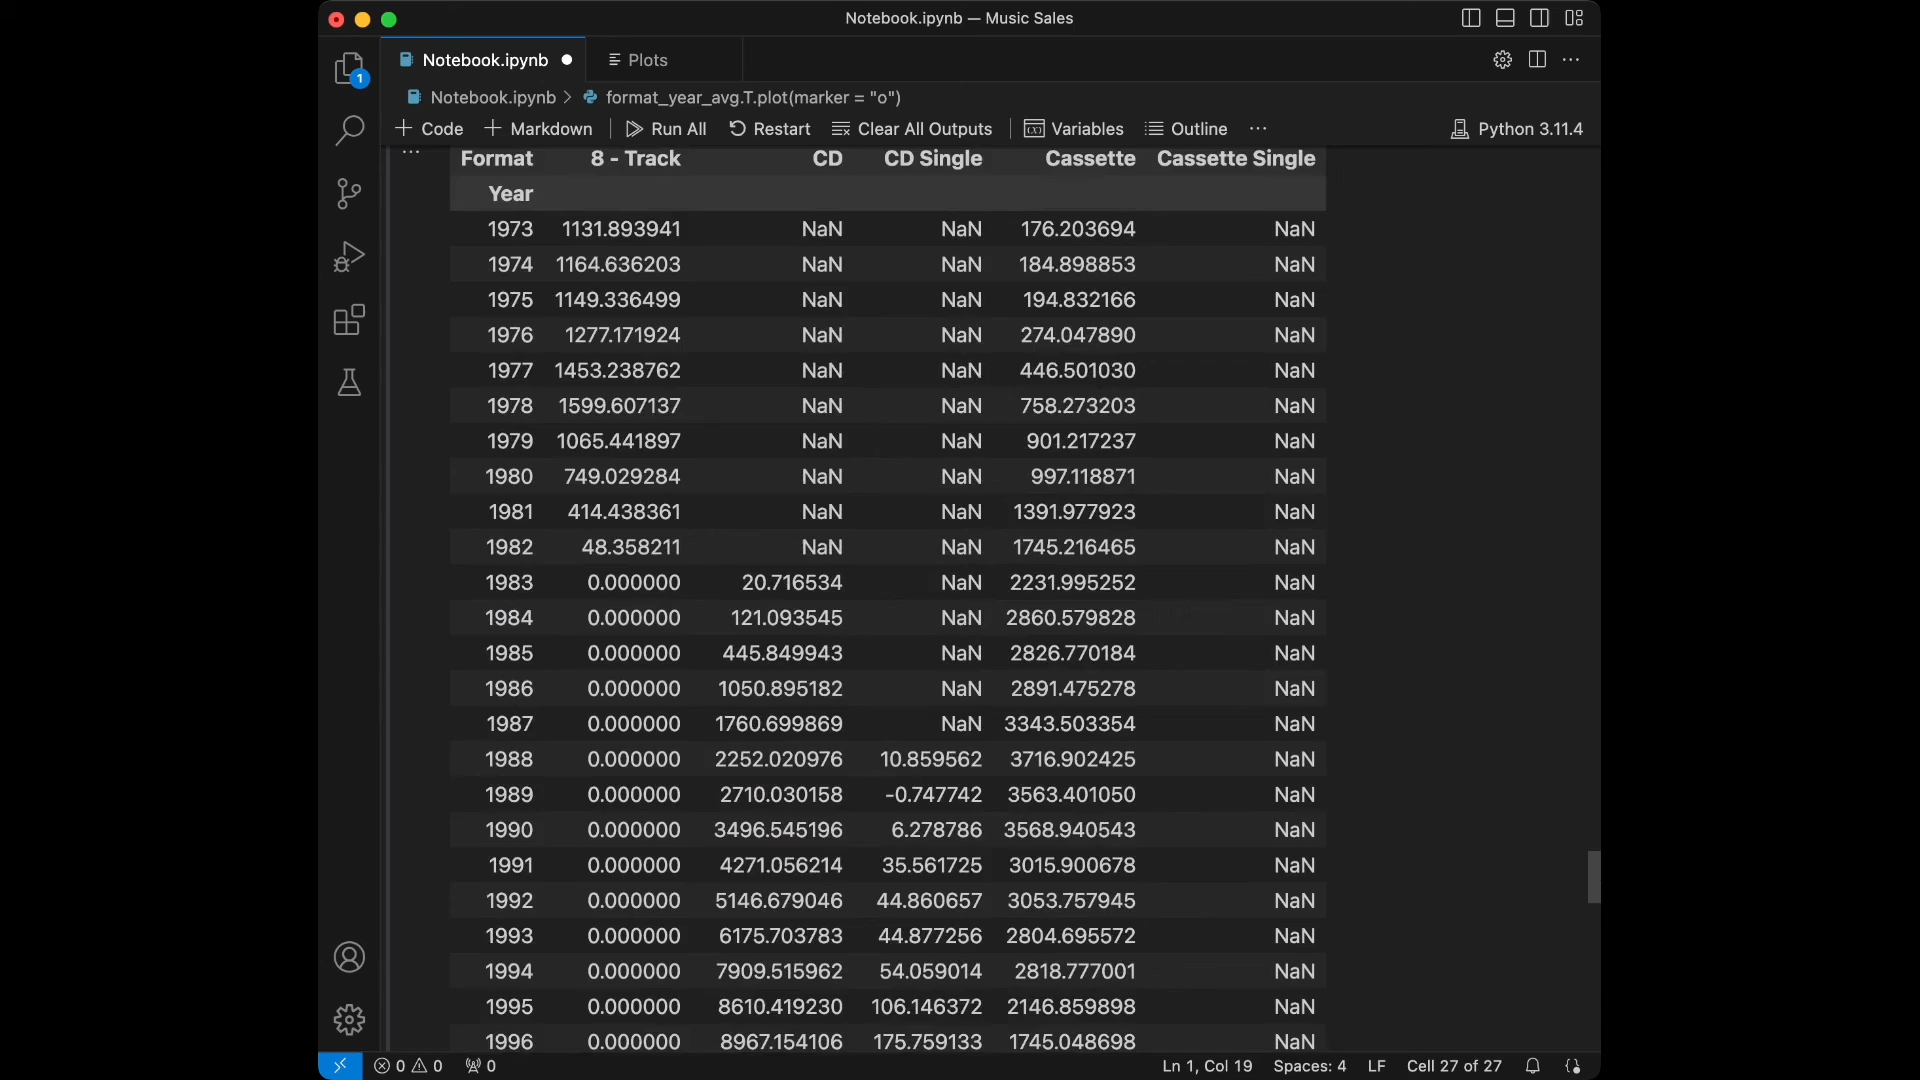 Notebook.ipynb — Music Sales
Notebook.ipynb Plots
1
Notebook.ipynb > format_year_avg.T.plot(marker = "o")
+ Code + Markdown Run All Restart Clear All Outputs Variables Outline ... Python 3.11.4
...
Format 8 - Track CD CD Single Cassette Cassette Single
Year
1973 1131.893941 NaN NaN 176.203694 NaN
1974 1164.636203 NaN NaN 184.898853 NaN
1975 1149.336499 NaN NaN 194.832166 NaN
1976 1277.171924 NaN NaN 274.047890 NaN
1977 1453.238762 NaN NaN 446.501030 NaN
1978 1599.607137 NaN NaN 758.273203 NaN
1979 1065.441897 NaN NaN 901.217237 NaN
1980 749.029284 NaN NaN 997.118871 NaN
1981 414.438361 NaN NaN 1391.977923 NaN
1982 48.358211 NaN NaN 1745.216465 NaN
1983 0.000000 20.716534 NaN 2231.995252 NaN
1984 0.000000 121.093545 NaN 2860.579828 NaN
1985 0.000000 445.849943 NaN 2826.770184 NaN
1986 0.000000 1050.895182 NaN 2891.475278 NaN
1987 0.000000 1760.699869 NaN 3343.503354 NaN
1988 0.000000 2252.020976 10.859562 3716.902425 NaN
1989 0.000000 2710.030158 -0.747742 3563.401050 NaN
1990 0.000000 3496.545196 6.278786 3568.940543 NaN
1991 0.000000 4271.056214 35.561725 3015.900678 NaN
1992 0.000000 5146.679046 44.860657 3053.757945 NaN
1993 0.000000 6175.703783 44.877256 2804.695572 NaN
1994 0.000000 7909.515962 54.059014 2818.777001 NaN
1995 0.000000 8610.419230 106.146372 2146.859898 NaN
1996 0.000000 8967.154106 175.759133 1745.048698 NaN
0 0 0 Ln 1, Col 19 Spaces: 4 LF Cell 27 of 27